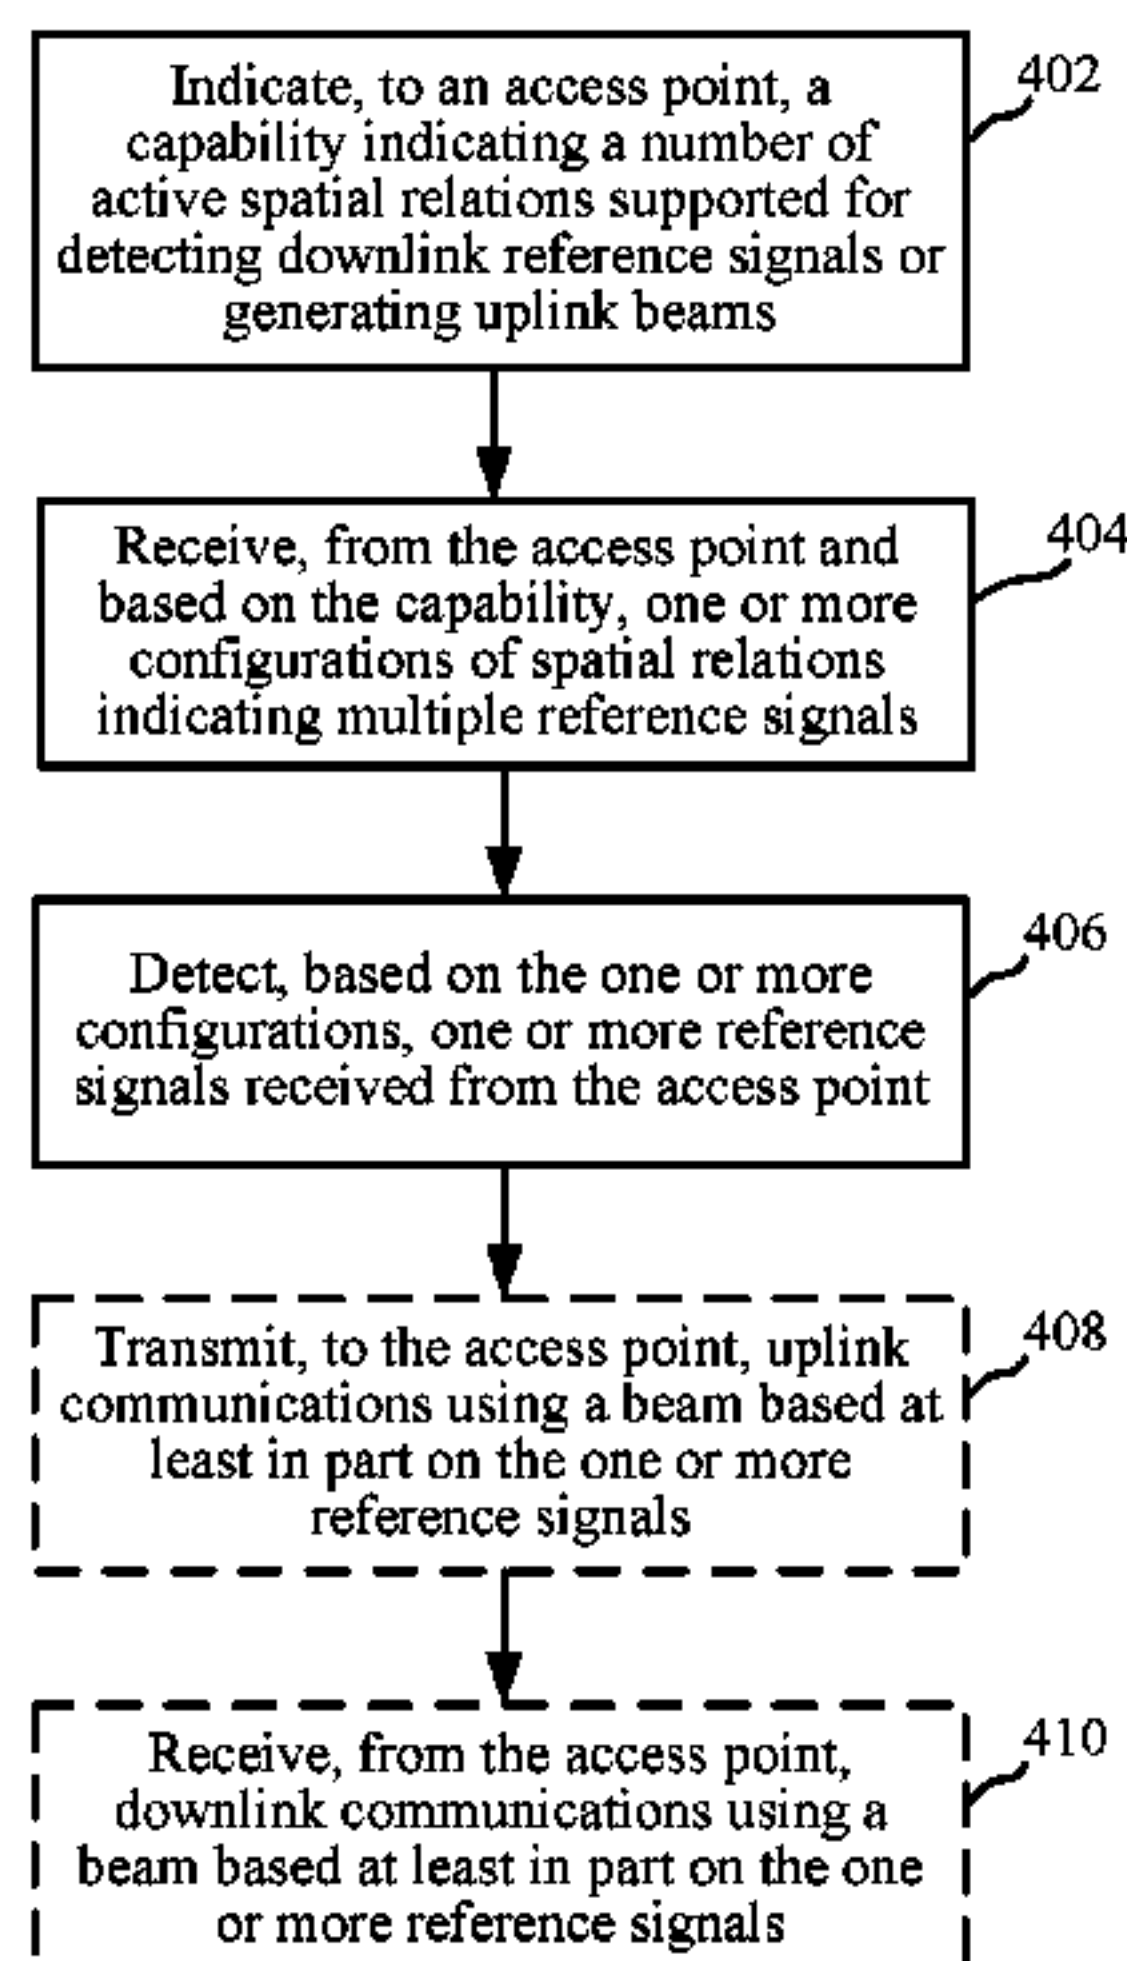 Indicate, to an access point, a
capability indicating a number of
active spatial relations supported for
detecting downlink reference signals or
generating uplink beams
402
Receive, from the access point and
based on the capability, one or more
configurations of spatial relations
indicating multiple reference signals
404
Detect, based on the one or more
configurations, one or more reference
signals received from the access point
406
Transmit, to the access point, uplink
communications using a beam based at
least in part on the one or more
reference signals
408
Receive, from the access point,
downlink communications using a
beam based at least in part on the one
or more reference signals
410